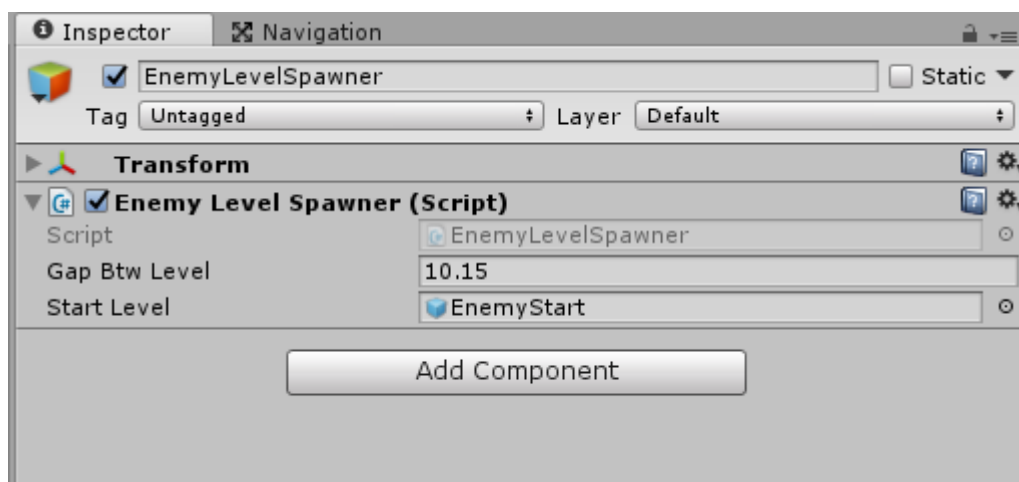 Inspector Navigation
EnemyLevelSpawner Static
Tag Untagged Layer Default
Transform
Enemy Level Spawner (Script)
Script EnemyLevelSpawner
Gap Btw Level 10.15
Start Level EnemyStart
Add Component